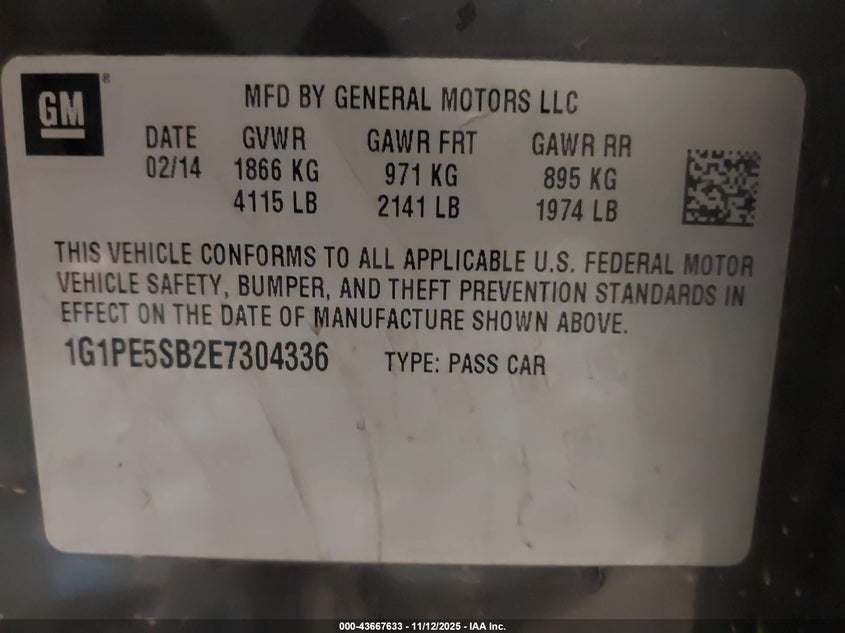 GM ®
MFD BY GENERAL MOTORS LLC
DATE GVWR GAWR FRT GAWR RR
02/14 1866 KG 971 KG 895 KG
4115 LB 2141 LB 1974 LB
THIS VEHICLE CONFORMS TO ALL APPLICABLE U.S. FEDERAL MOTOR
VEHICLE SAFETY, BUMPER, AND THEFT PREVENTION STANDARDS IN
EFFECT ON THE DATE OF MANUFACTURE SHOWN ABOVE.
1G1PE5SB2E7304336 TYPE: PASS CAR
000-43667633 - 11/12/2025 - IAA Inc.